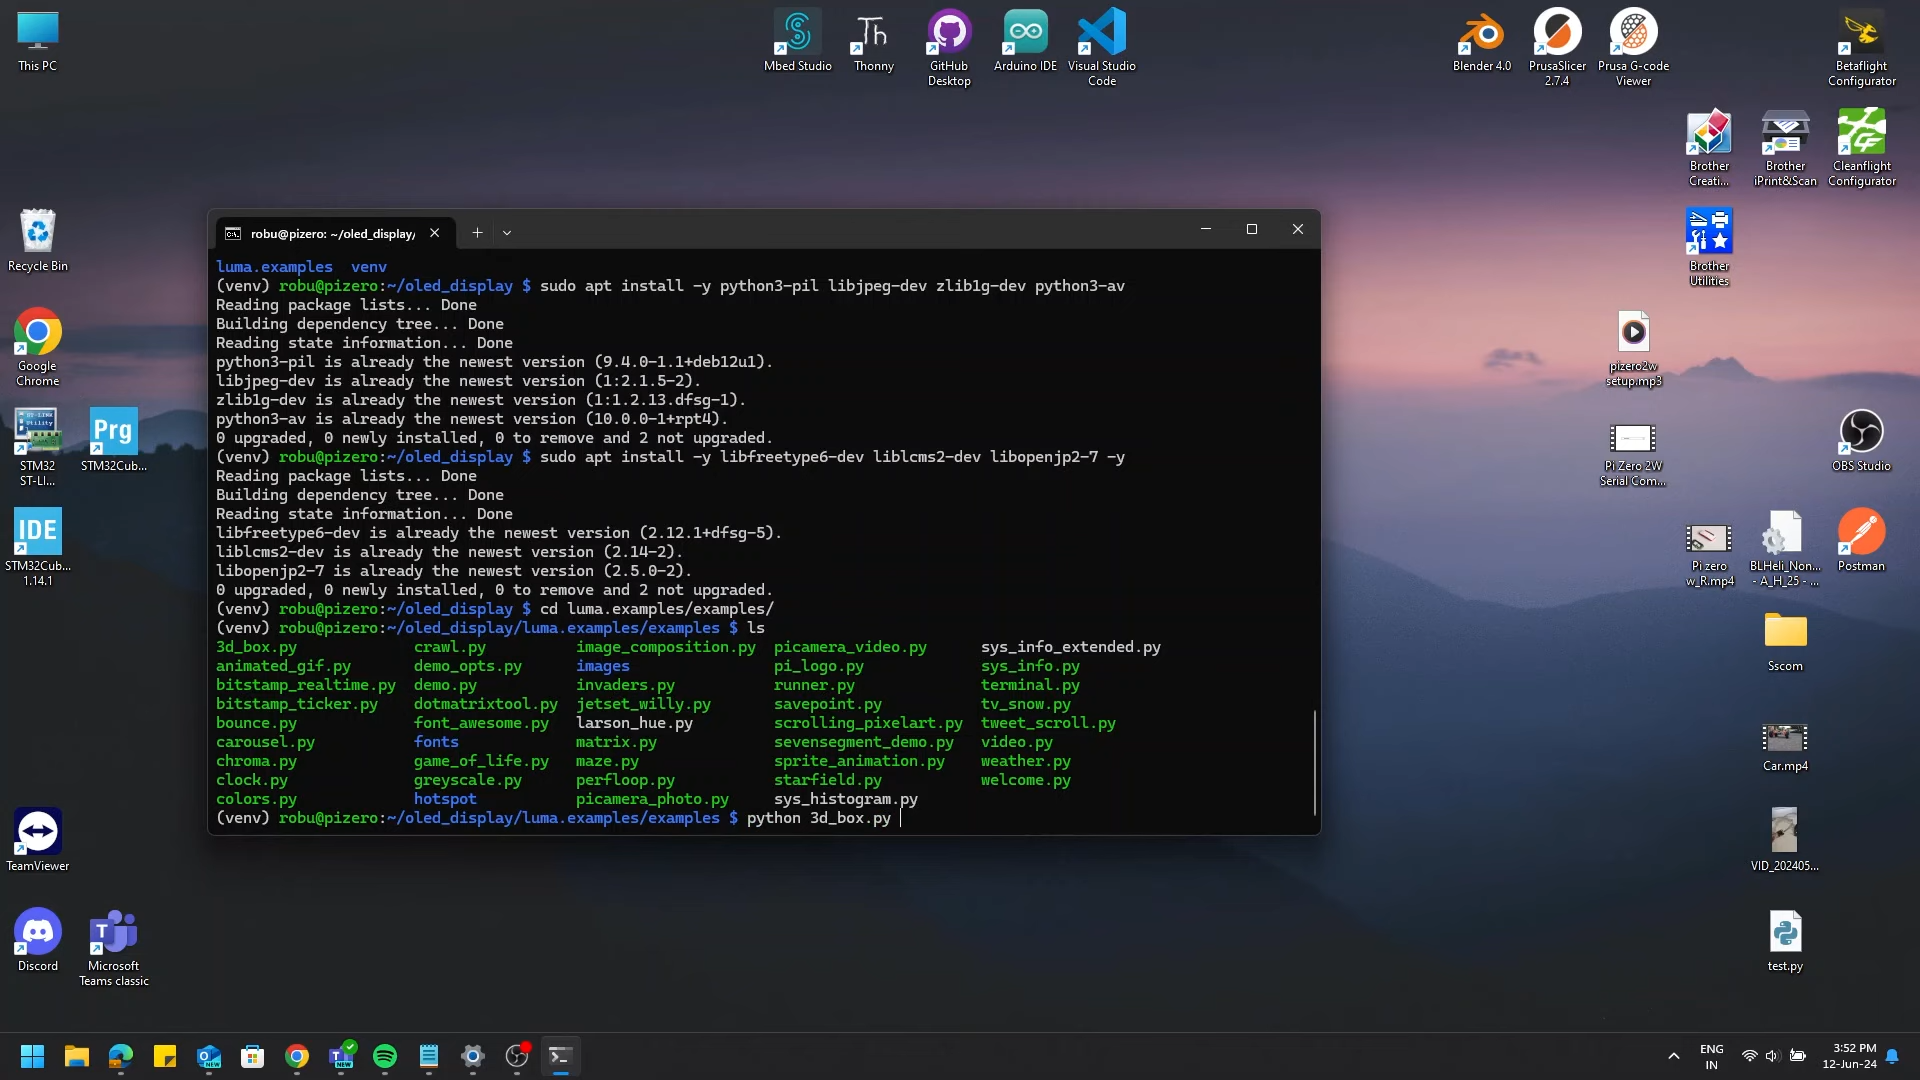 This PC
Mbed Studio
Thonny
GitHub
Desktop
Arduino IDE
Visual Studio
Code
Blender 4.0
PrusaSlicer
2.7.4
Prusa G-code
Viewer
Betaflight
Configurator
Brother
Creati...
Brother
iPrint&Scan
Cleanflight
Configurator
Recycle Bin
Brother
Utilities
Google
Chrome
pizero2w
setup.mp3
STM32
ST-LI...
Prg
STM32Cub...
Pi Zero 2W
Serial Com...
OBS Studio
IDE
STM32Cub...
1.14.1
Pi zero
w_R.mp4
BLHeli_Non...
- A_H_25 - ...
Postman
Sscom
Car.mp4
TeamViewer
VID_202405...
Discord
Microsoft
Teams classic
test.py
robu@pizero: ~/oled_display/
luma.examples  venv
(venv) robu@pizero:~/oled_display $ sudo apt install -y python3-pil libjpeg-dev zlib1g-dev python3-av
Reading package lists... Done
Building dependency tree... Done
Reading state information... Done
python3-pil is already the newest version (9.4.0-1.1+deb12u1).
libjpeg-dev is already the newest version (1:2.1.5-2).
zlib1g-dev is already the newest version (1:1.2.13.dfsg-1).
python3-av is already the newest version (10.0.0-1+rpt4).
0 upgraded, 0 newly installed, 0 to remove and 2 not upgraded.
(venv) robu@pizero:~/oled_display $ sudo apt install -y libfreetype6-dev liblcms2-dev libopenjp2-7 -y
Reading package lists... Done
Building dependency tree... Done
Reading state information... Done
libfreetype6-dev is already the newest version (2.12.1+dfsg-5).
liblcms2-dev is already the newest version (2.14-2).
libopenjp2-7 is already the newest version (2.5.0-2).
0 upgraded, 0 newly installed, 0 to remove and 2 not upgraded.
(venv) robu@pizero:~/oled_display $ cd luma.examples/examples/
(venv) robu@pizero:~/oled_display/luma.examples/examples $ ls
3d_box.py  crawl.py  image_composition.py  picamera_video.py  sys_info_extended.py
animated_gif.py  demo_opts.py  images  pi_logo.py  sys_info.py
bitstamp_realtime.py  demo.py  invaders.py  runner.py  terminal.py
bitstamp_ticker.py  dotmatrixtool.py  jetset_willy.py  savepoint.py  tv_snow.py
bounce.py  font_awesome.py  larson_hue.py  scrolling_pixelart.py  tweet_scroll.py
carousel.py  fonts  matrix.py  sevensegment_demo.py  video.py
chroma.py  game_of_life.py  maze.py  sprite_animation.py  weather.py
clock.py  greyscale.py  perfloop.py  starfield.py  welcome.py
colors.py  hotspot  picamera_photo.py  sys_histogram.py
(venv) robu@pizero:~/oled_display/luma.examples/examples $ python 3d_box.py
ENG
IN
3:52 PM
12-Jun-24